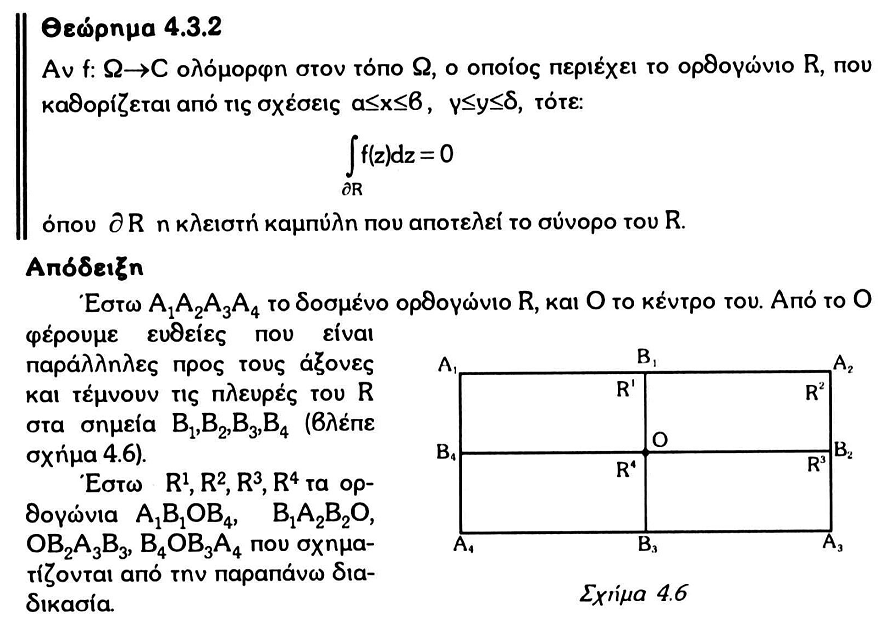 Θεώρημα 4.3.2
Αν f: Ω→C ολόμορφη στον τόπο Ω, ο οποίος περιέχει το ορθογώνιο R, που
καθορίζεται από τις σχέσεις α≤x≤β, γ≤y≤δ, τότε:
∫f(z)dz = 0
∂R
όπου ∂R η κλειστή καμπύλη που αποτελεί το σύνορο του R.
Απόδειξη
Έστω A₁A₂A₃A₄ το δοσμένο ορθογώνιο R, και O το κέντρο του. Από το O
φέρουμε ευθείες που είναι
παράλληλες προς τους άξονες
και τέμνουν τις πλευρές του R
στα σημεία B₁,B₂,B₃,B₄ (βλέπε
σχήμα 4.6).
Έστω R¹, R², R³, R⁴ τα ορ-
θογώνια A₁B₁OB₄, B₁A₂B₂O,
OB₂A₃B₃, B₄OB₃A₄ που σχημα-
τίζονται από την παραπάνω δια-
δικασία.
A₁ B₁ A₂
R¹ R²
B₄ O B₂
R⁴ R³
A₄ B₃ A₃
Σχήμα 4.6